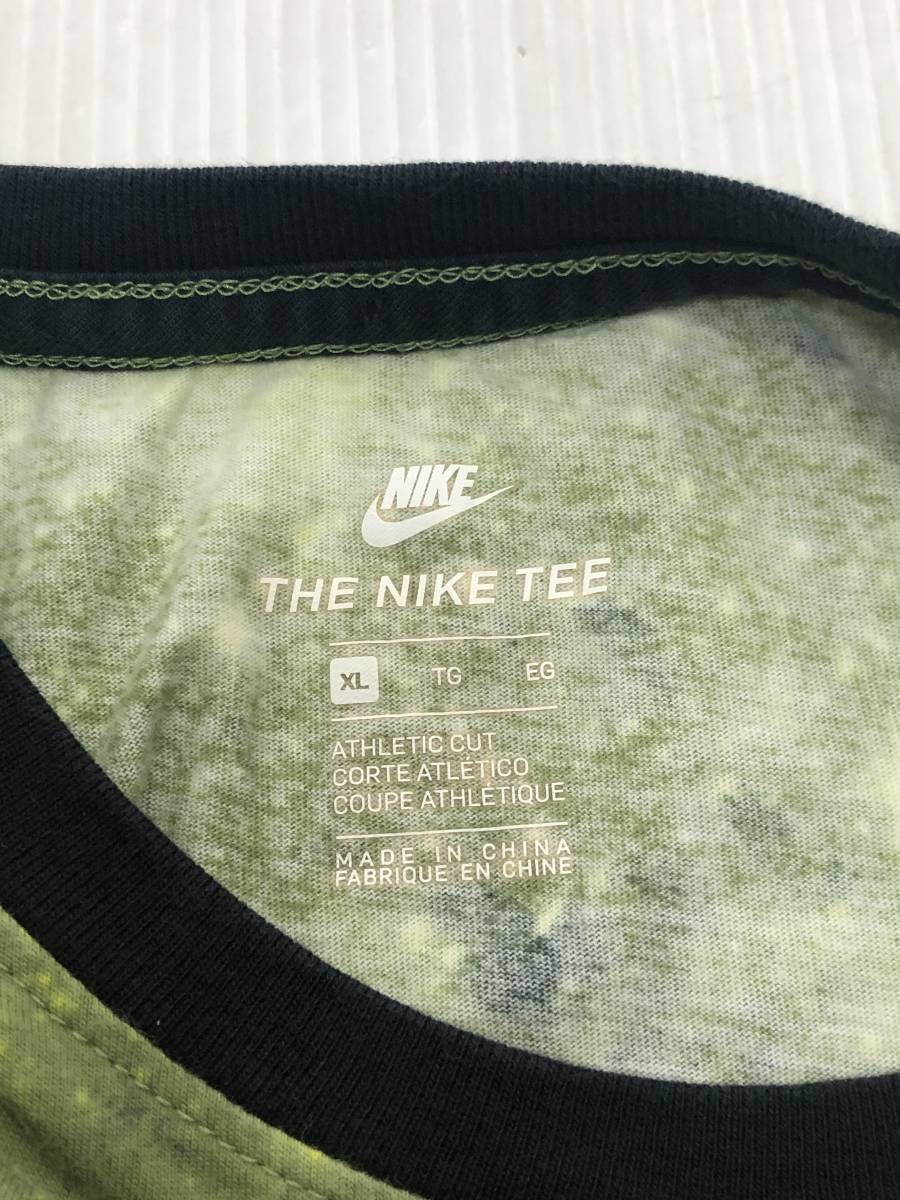 NIKE
THE NIKE TEE
XL TG EG
ATHLETIC CUT
CORTE ATLÉTICO
COUPE ATHLÉTIQUE
MADE IN CHINA
FABRIQUE EN CHINE